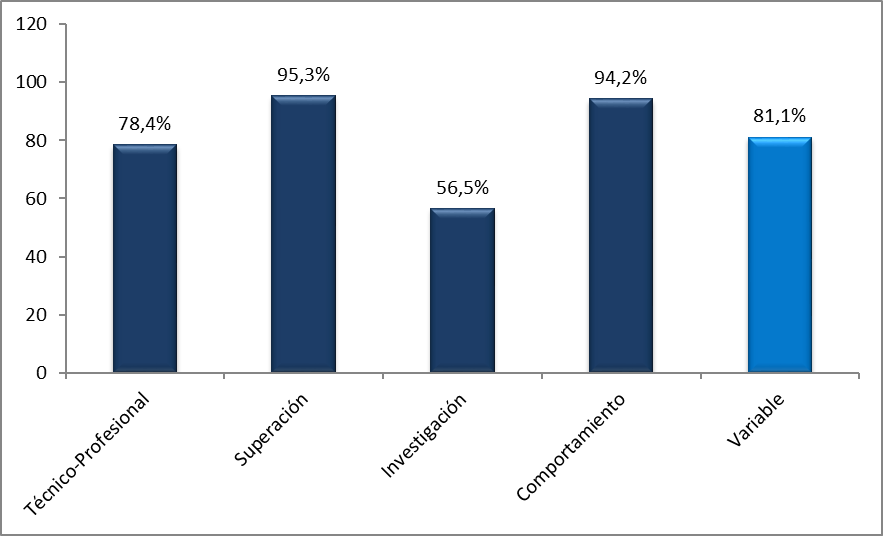 120
100
80
60
40
20
0
78,4%
95,3%
56,5%
94,2%
81,1%
Técnico-Profesional
Superación
Investigación
Comportamiento
Variable